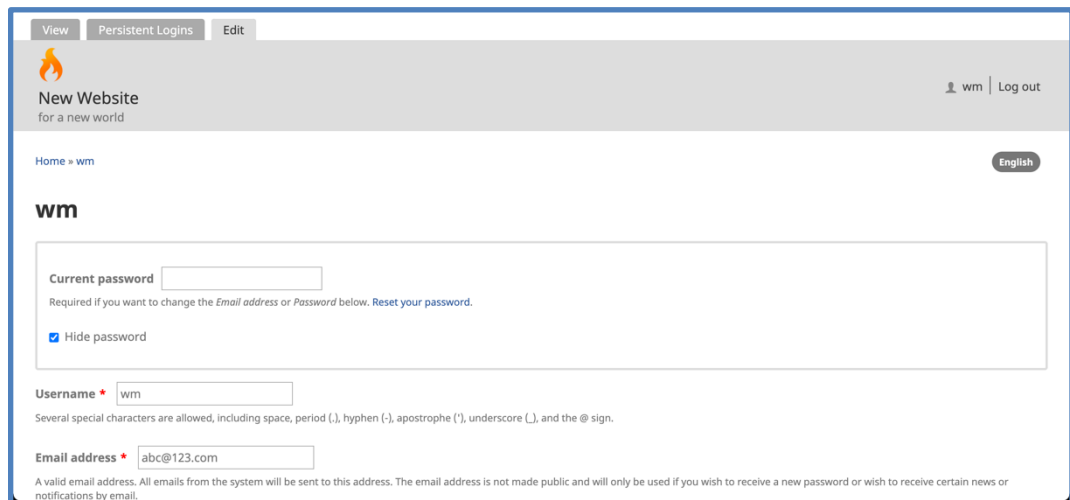 View Persistent Logins Edit
New Website
for a new world
wm Log out
Home » wm
English
wm
Current password
Required if you want to change the Email address or Password below. Reset your password.
Hide password
Username * wm
Several special characters are allowed, including space, period (.), hyphen (-), apostrophe ('), underscore (_), and the @ sign.
Email address * abc@123.com
A valid email address. All emails from the system will be sent to this address. The email address is not made public and will only be used if you wish to receive a new password or wish to receive certain news or
notifications by email.